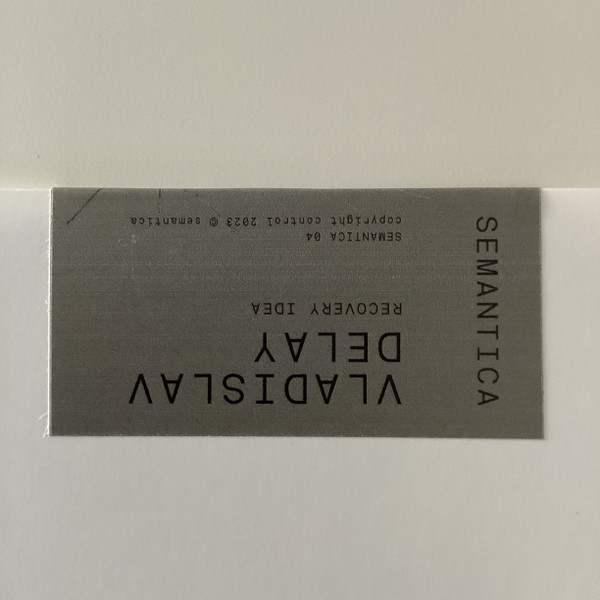 SEMANTICA
VLADISLAV
DELAY
RECOVERY IDEA
SEMANTICA 04
copyright control 2023 © semantica